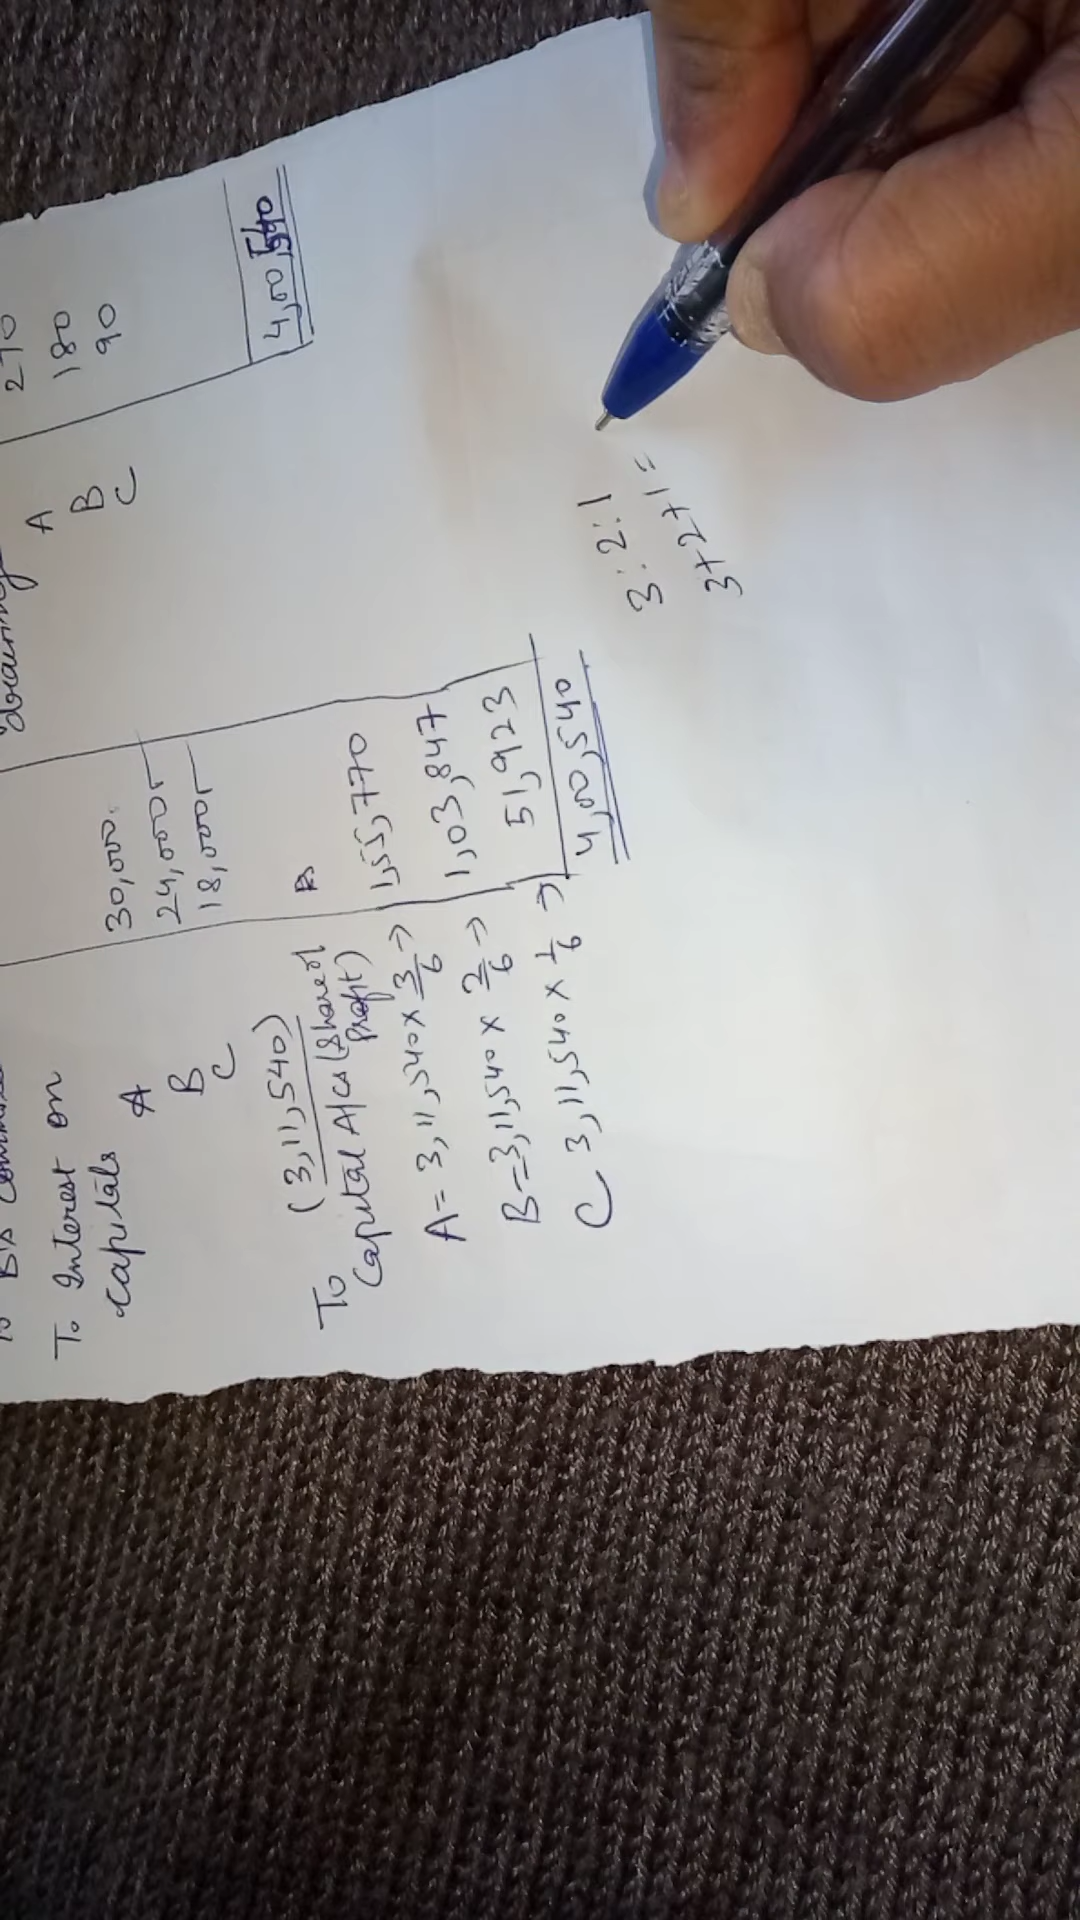 To Interest on
capitals
A 30,000
B 24,000
C 18,000
A 270
B 180
C 90
(3,11,540)
To Capital A/cs (Share of
Profit)
A = 3,11,540 x 3/6 → 1,55,770
B = 3,11,540 x 2/6 → 1,03,847
C 3,11,540 x 1/6 → 51,923
4,00,540
4,00,540
3:2:1
3+2+1=